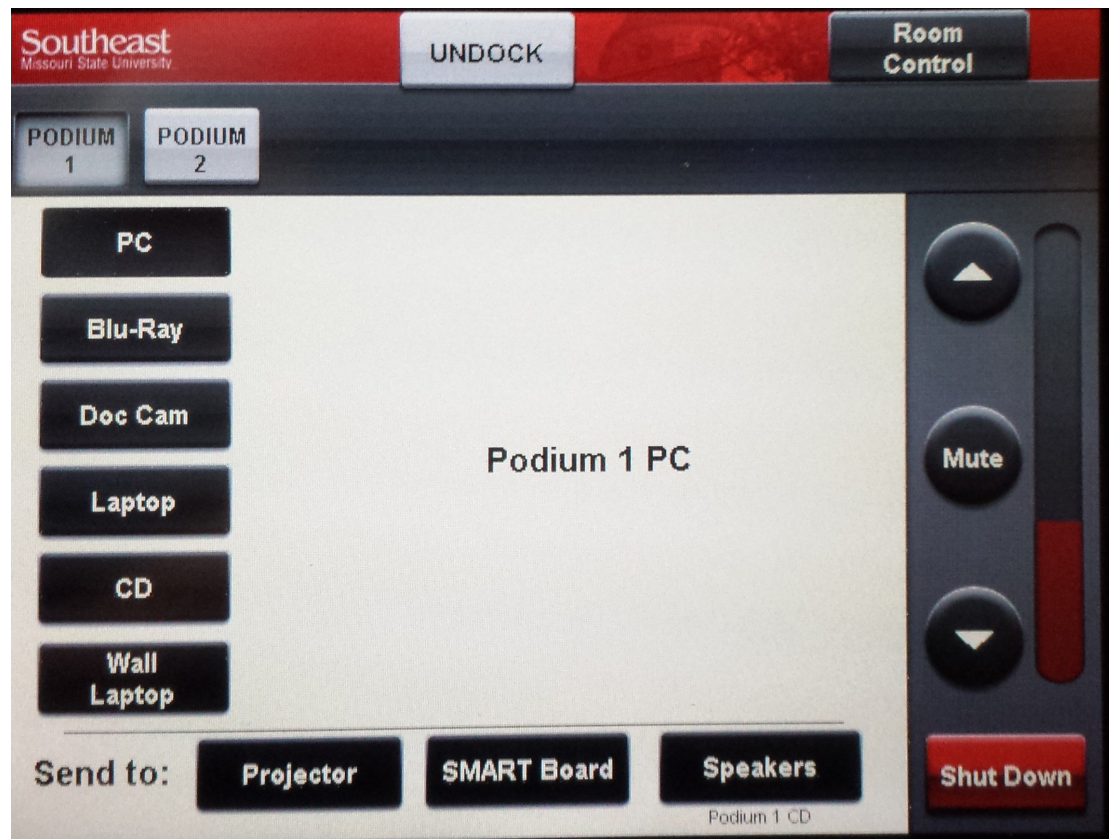 Southeast
Missouri State University
UNDOCK
Room
Control
PODIUM
1
PODIUM
2
PC
Blu-Ray
Doc Cam
Laptop
CD
Wall
Laptop
Podium 1 PC
Mute
Send to:
Projector
SMART Board
Speakers
Podium 1 CD
Shut Down